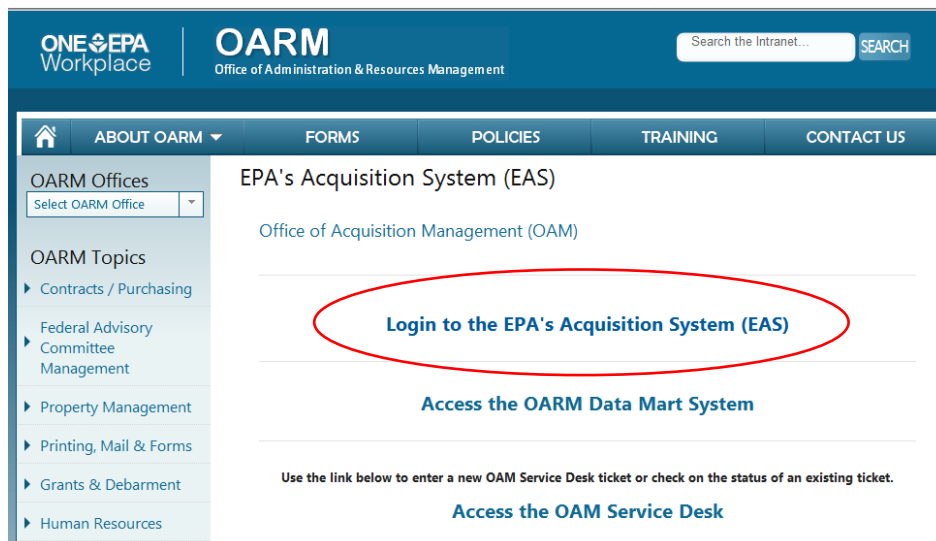 ONE EPA
Workplace
OARM
Office of Administration & Resources Management
Search the Intranet...
SEARCH
ABOUT OARM
FORMS
POLICIES
TRAINING
CONTACT US
OARM Offices
Select OARM Office
OARM Topics
Contracts / Purchasing
Federal Advisory
Committee
Management
Property Management
Printing, Mail & Forms
Grants & Debarment
Human Resources
EPA's Acquisition System (EAS)
Office of Acquisition Management (OAM)
Login to the EPA's Acquisition System (EAS)
Access the OARM Data Mart System
Use the link below to enter a new OAM Service Desk ticket or check on the status of an existing ticket.
Access the OAM Service Desk